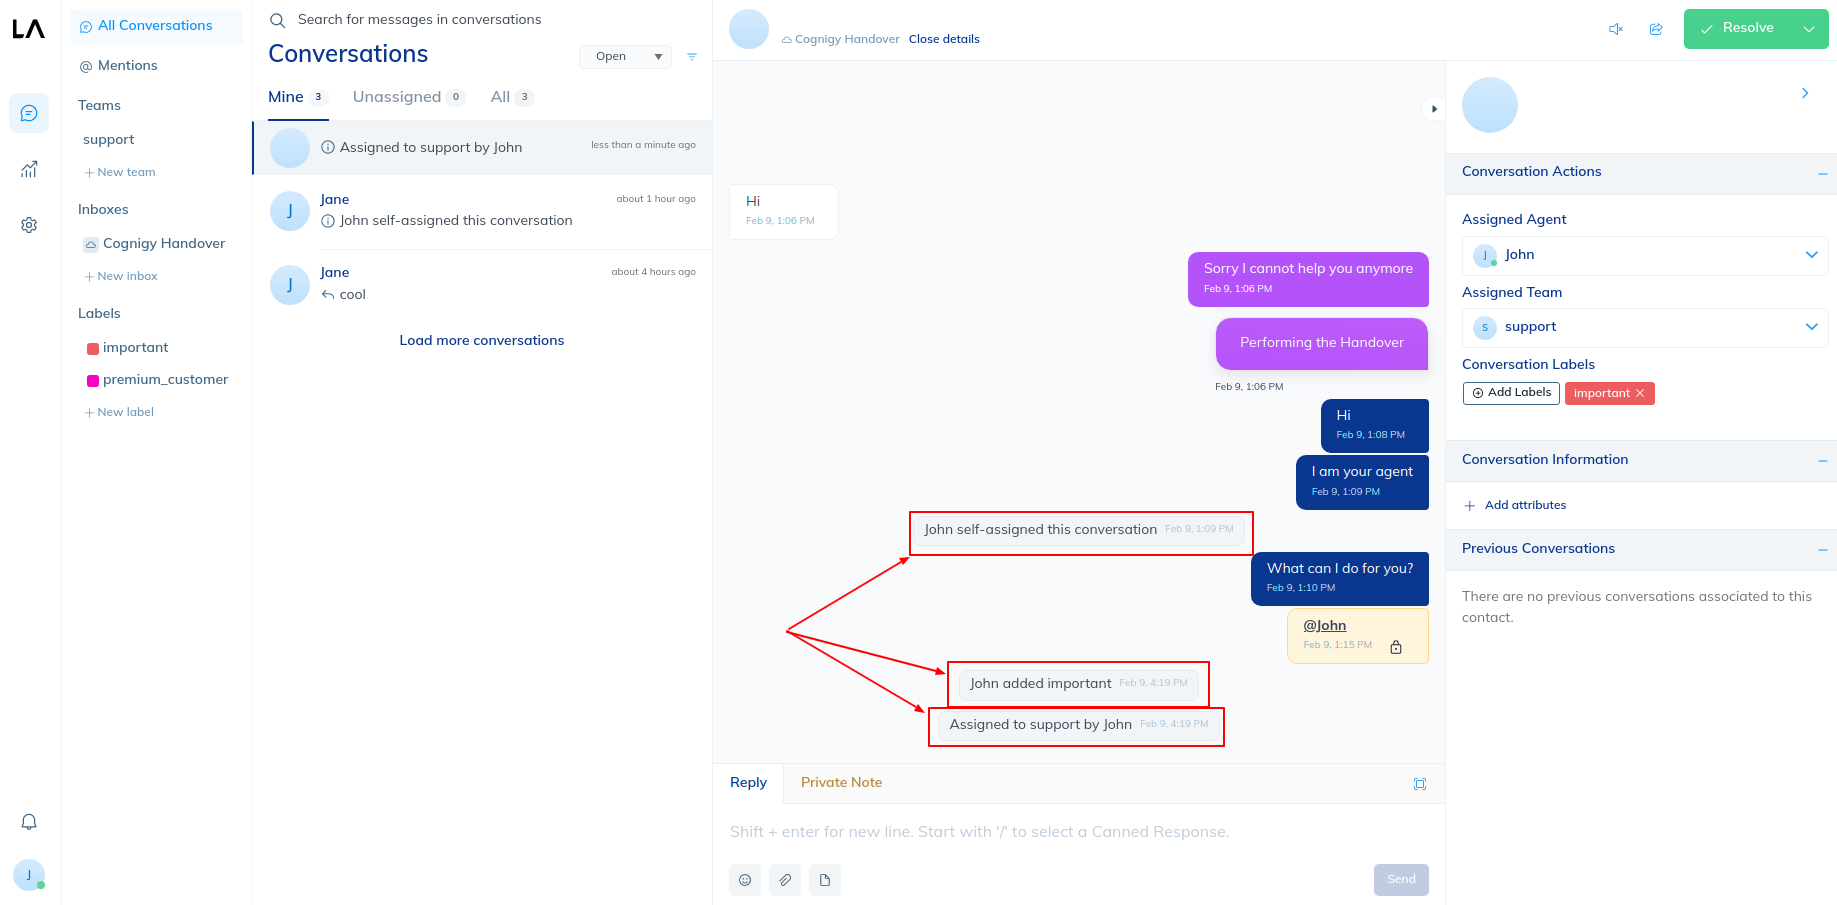 LA
All Conversations
@ Mentions
Teams
support
+ New team
Inboxes
Cognigy Handover
+ New inbox
Labels
important
premium_customer
+ New label
J
Search for messages in conversations
Conversations
Open
Mine 3 Unassigned 0 All 3
Assigned to support by John less than a minute ago
J
Jane about 1 hour ago
John self-assigned this conversation
J
Jane about 4 hours ago
cool
Load more conversations
Cognigy Handover Close details
Resolve
Hi
Feb 9, 1:06 PM
Sorry I cannot help you anymore
Feb 9, 1:06 PM
Performing the Handover
Feb 9, 1:06 PM
Hi
Feb 9, 1:08 PM
I am your agent
Feb 9, 1:09 PM
John self-assigned this conversation Feb 9, 1:09 PM
What can I do for you?
Feb 9, 1:10 PM
@John
Feb 9, 1:15 PM
John added important Feb 9, 4:19 PM
Assigned to support by John Feb 9, 4:19 PM
Reply Private Note
Shift + enter for new line. Start with '/' to select a Canned Response.
Send
Conversation Actions
Assigned Agent
J John
Assigned Team
S support
Conversation Labels
Add Labels important
Conversation Information
+ Add attributes
Previous Conversations
There are no previous conversations associated to this
contact.